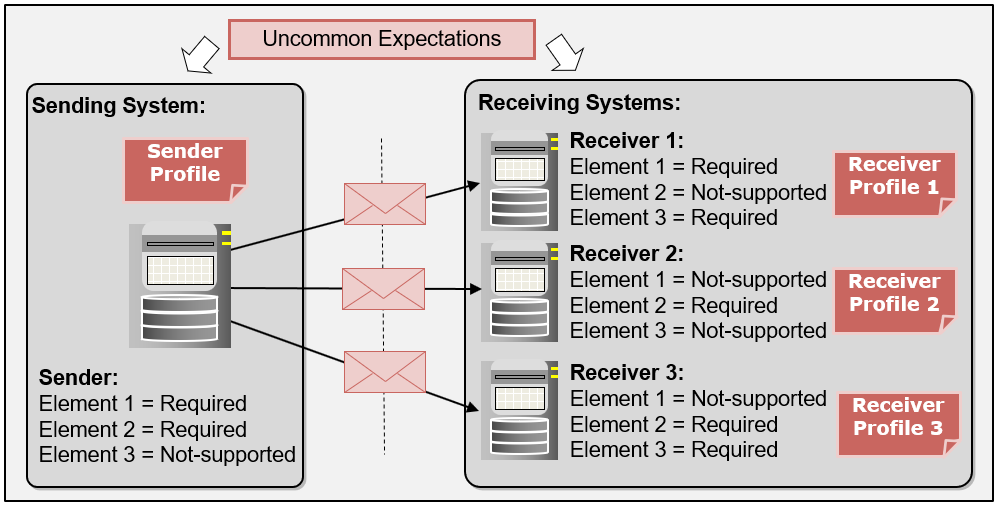 Uncommon Expectations
Sending System:
Sender
Profile
Sender:
Element 1 = Required
Element 2 = Required
Element 3 = Not-supported
Receiving Systems:
Receiver 1:
Element 1 = Required
Element 2 = Not-supported
Element 3 = Required
Receiver
Profile 1
Receiver 2:
Element 1 = Not-supported
Element 2 = Required
Element 3 = Not-supported
Receiver
Profile 2
Receiver 3:
Element 1 = Not-supported
Element 2 = Required
Element 3 = Required
Receiver
Profile 3